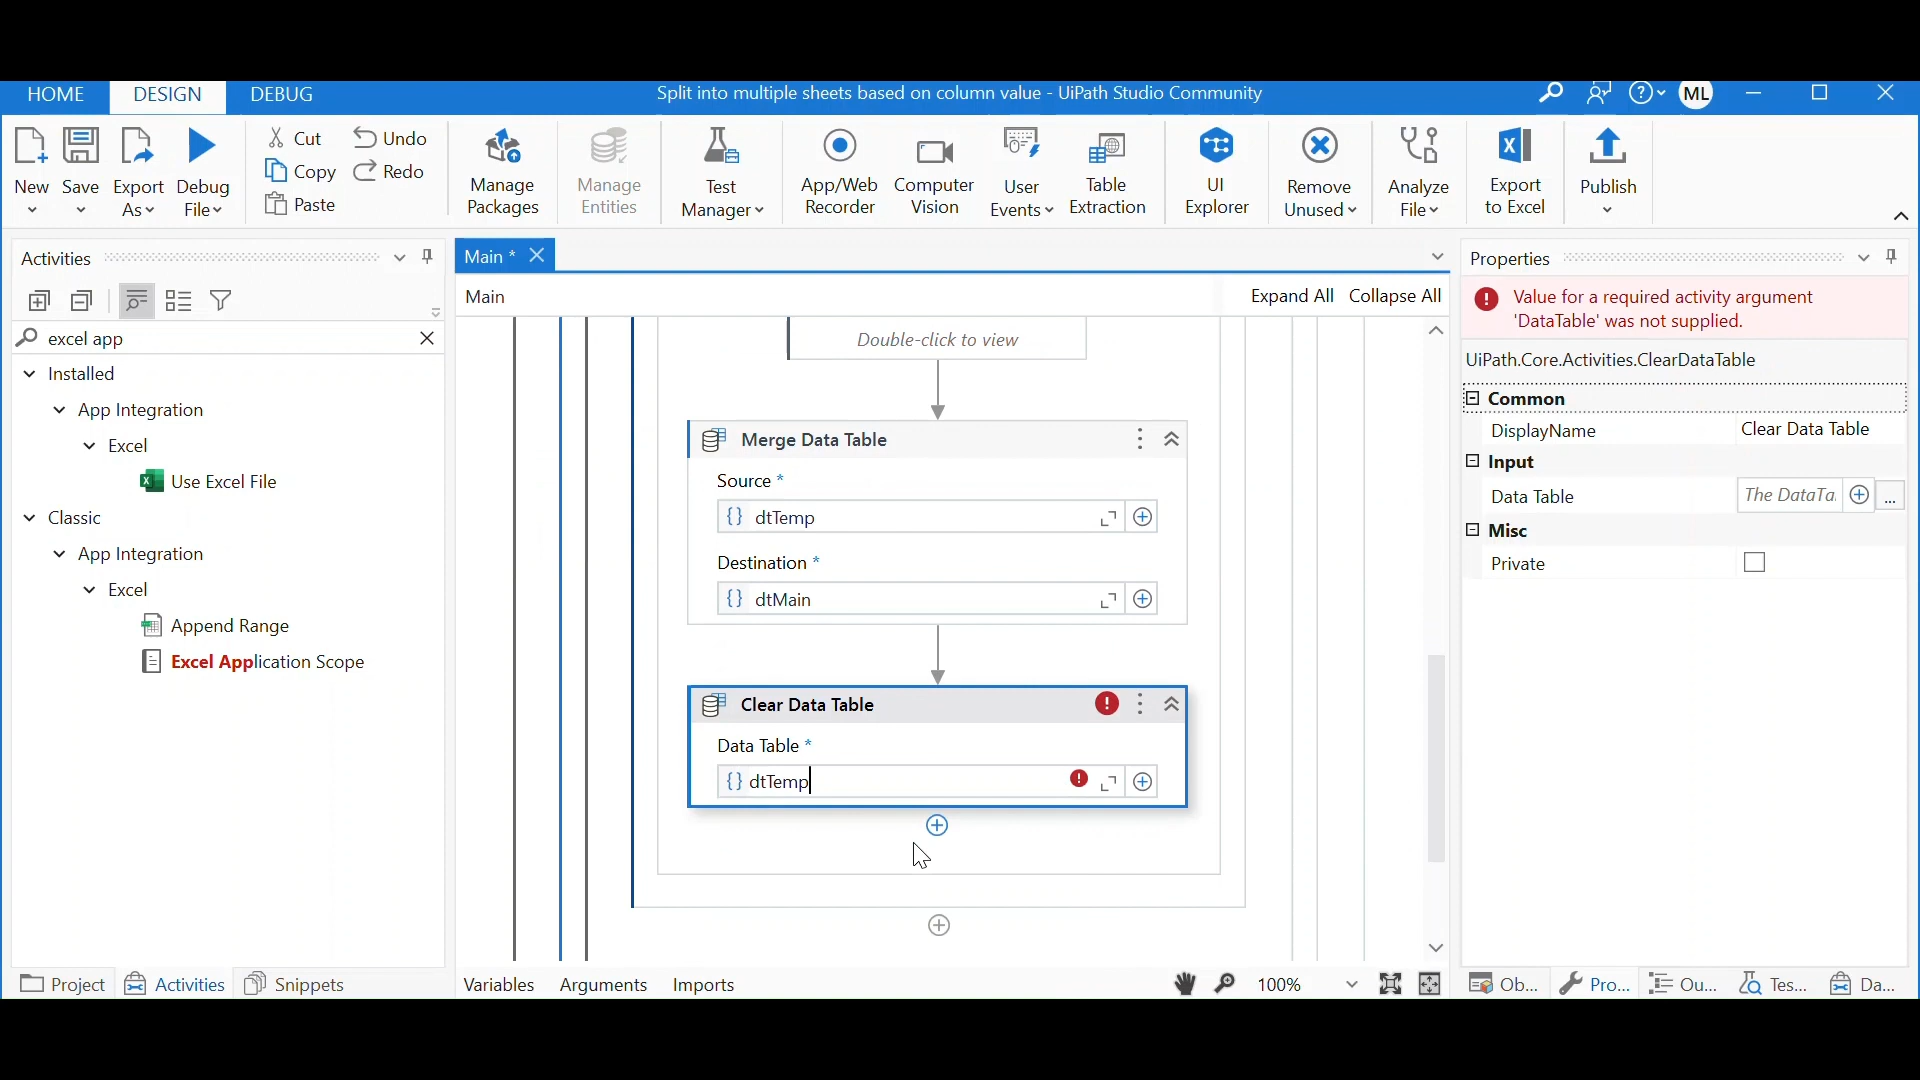 HOME DESIGN DEBUG Split into multiple sheets based on column value - UiPath Studio Community ML
New Save Export As Debug File
Cut Undo
Copy Redo
Paste
Manage Packages
Manage Entities
Test Manager
App/Web Recorder
Computer Vision
User Events
Table Extraction
UI Explorer
Remove Unused
Analyze File
Export to Excel
Publish
Activities
excel app
Installed
App Integration
Excel
Use Excel File
Classic
App Integration
Excel
Append Range
Excel Application Scope
Project Activities Snippets
Main *
Main Expand All Collapse All
Double-click to view
Merge Data Table
Source *
{} dtTemp
Destination *
{} dtMain
Clear Data Table
Data Table *
{} dtTemp
Variables Arguments Imports 100%
Properties
Value for a required activity argument
'DataTable' was not supplied.
UiPath.Core.Activities.ClearDataTable
Common
DisplayName Clear Data Table
Input
Data Table The DataTa. ...
Misc
Private
Ob... Pro... Ou... Tes... Da...